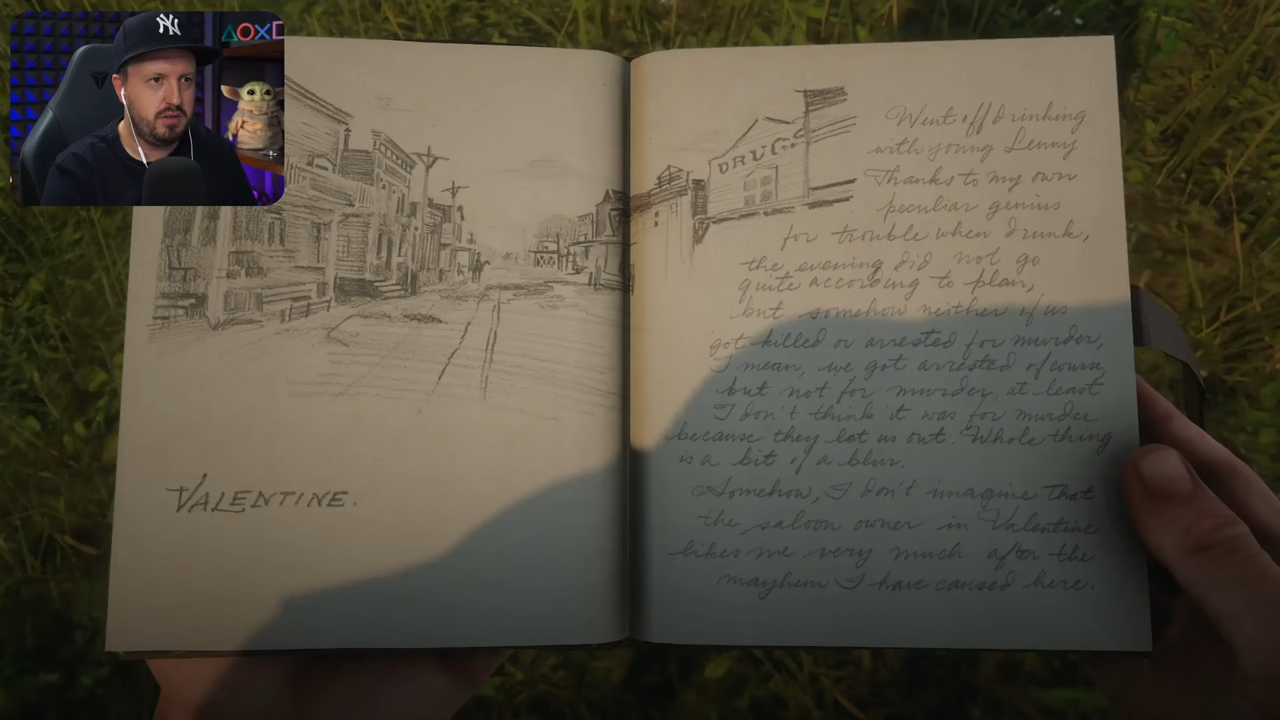 NY
VALENTINE.
DRUGS
Went off drinking
with young Lenny
Thanks to my own
peculiar genius
for trouble when drunk,
the evening did not go
quite according to plan,
but somehow neither of us
got killed or arrested for murder,
I mean, we got arrested of course,
but not for murder, at least
I don't think it was for murder
because they let us out. Whole thing
is a bit of a blur.
Somehow, I don't imagine that
the saloon owner in Valentine
likes me very much after the
mayhem I have caused here.